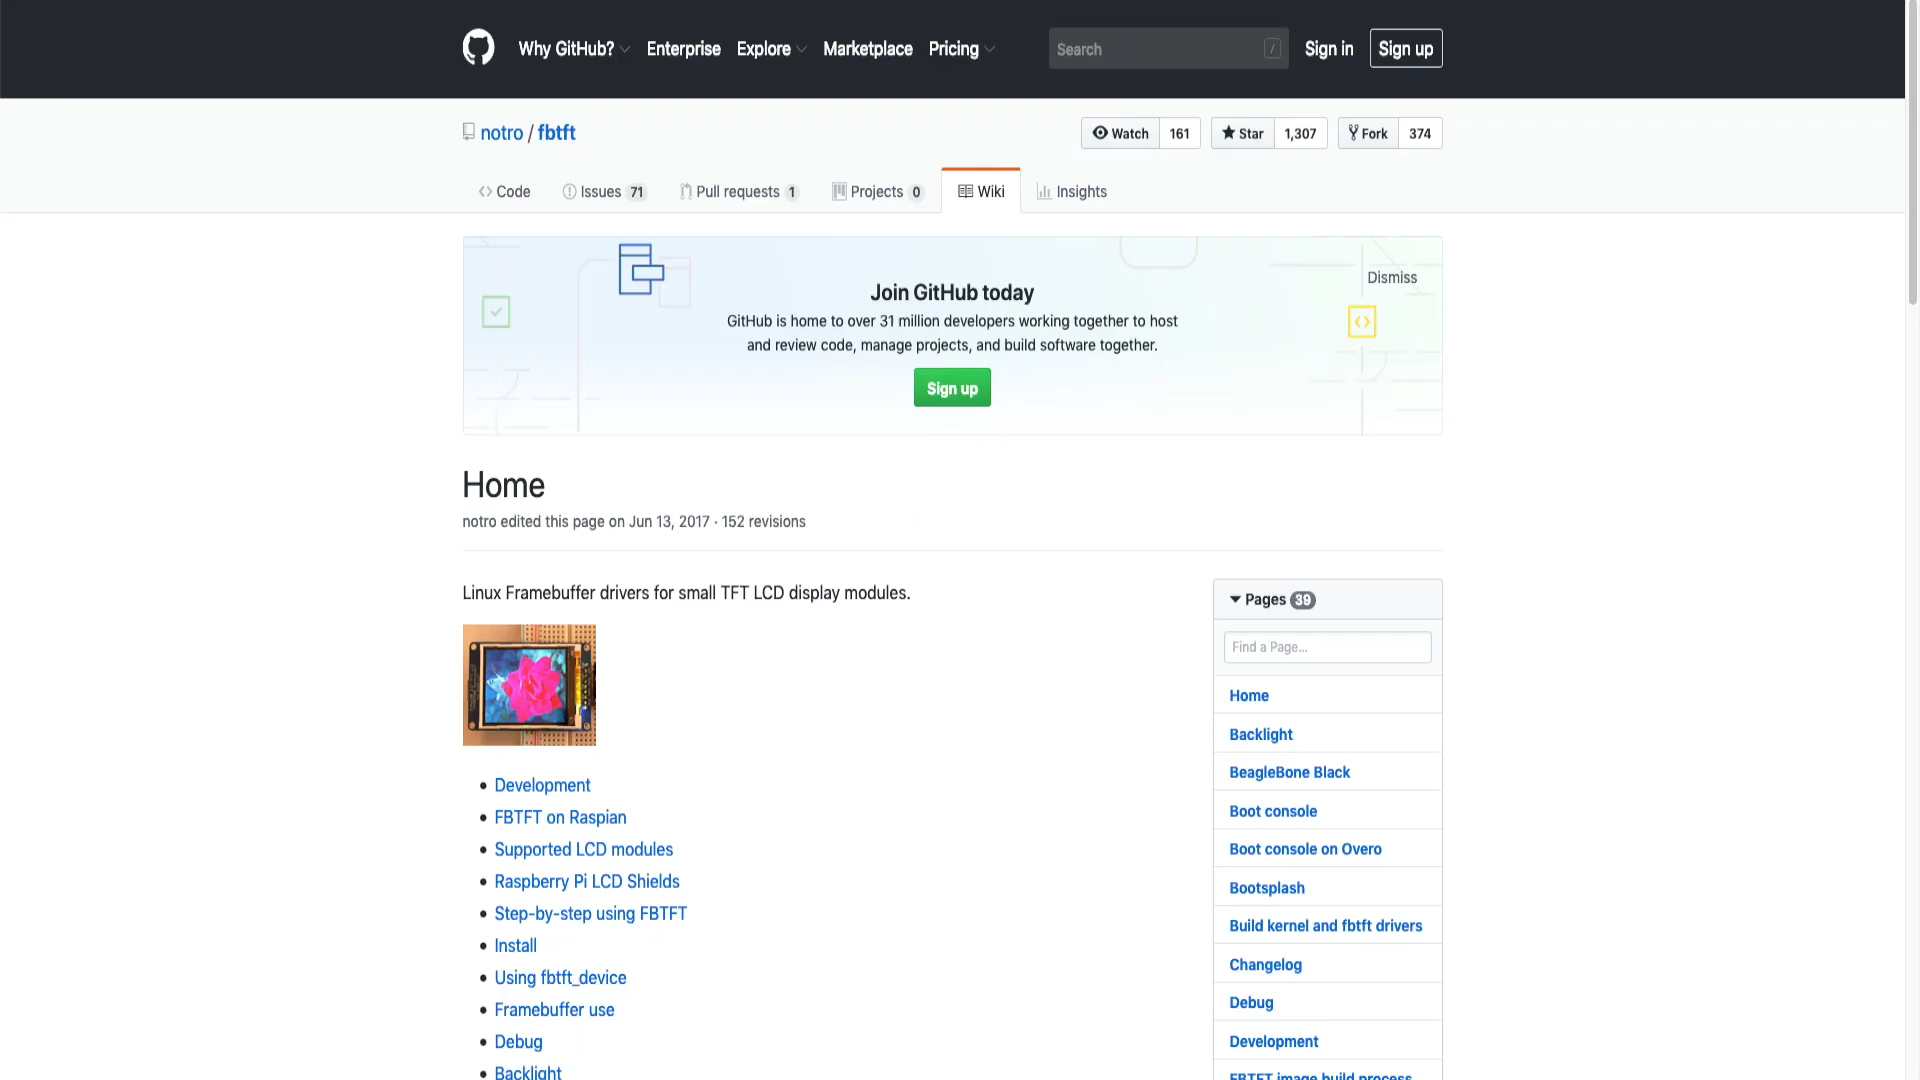 Why GitHub? Enterprise Explore Marketplace Pricing Search / Sign in Sign up
notro / fbtft Watch 161 Star 1,307 Fork 374
Code Issues 71 Pull requests 1 Projects 0 Wiki Insights
Dismiss
Join GitHub today
GitHub is home to over 31 million developers working together to host
and review code, manage projects, and build software together.
Sign up
Home
notro edited this page on Jun 13, 2017 · 152 revisions
Linux Framebuffer drivers for small TFT LCD display modules.
• Development
• FBTFT on Raspian
• Supported LCD modules
• Raspberry Pi LCD Shields
• Step-by-step using FBTFT
• Install
• Using fbtft_device
• Framebuffer use
• Debug
• Backlight
Pages 39
Find a Page...
Home
Backlight
BeagleBone Black
Boot console
Boot console on Overo
Bootsplash
Build kernel and fbtft drivers
Changelog
Debug
Development
FBTFT image build process